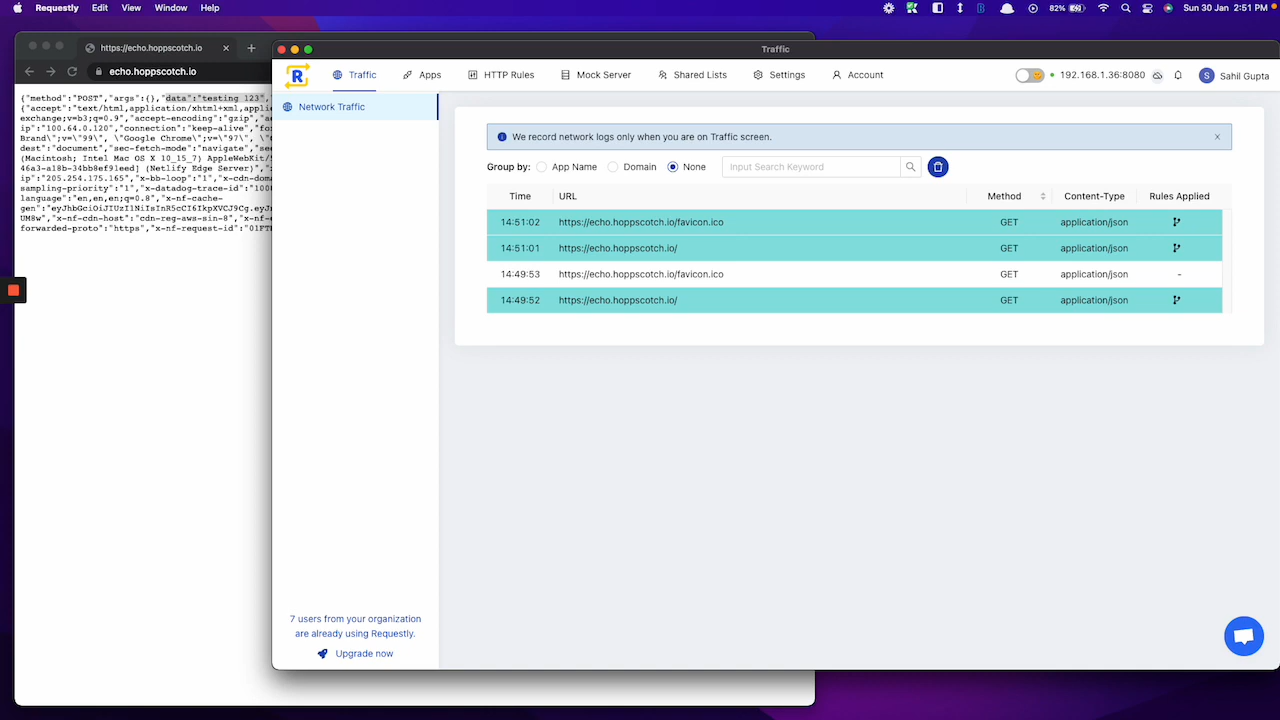 Requestly Edit View Window Help 82% Sun 30 Jan 2:51 PM
https://echo.hoppscotch.io
Traffic
echo.hoppscotch.io
R Traffic Apps HTTP Rules Mock Server Shared Lists Settings Account 192.168.1.36:8080 S Sahil Gupta
{"method":"POST","args":{},"data":"testing 123",
{"accept":"text/html,application/xhtml+xml,applic
exchange;v=b3;q=0.9","accept-encoding":"gzip",
ip":"100.64.0.120","connection":"keep-alive","for
Brand\";v=\"99\", \"Google Chrome\";v=\"97\",
dest":"document","sec-fetch-mode":"navigate","se
(Macintosh; Intel Mac OS X 10_15_7) AppleWebKit/5
46a3-a18b-34bb8ef91eed] (Netlify Edge Server)","x
ip":"205.254.175.165","x-bb-loop":"1","x-cdn-doma
sampling-priority":"1","x-datadog-trace-id":"100
language":"en,en,en;q=0.8","x-nf-cache-
UM8w","x-nf-cdn-host":"cdn-reg-aws-sin-8","x-nf-
forwarded-proto":"https","x-nf-request-id":"01FT
Network Traffic
We record network logs only when you are on Traffic screen.
Group by: App Name Domain None Input Search Keyword
Time URL Method Content-Type Rules Applied
14:51:02 https://echo.hoppscotch.io/favicon.ico GET application/json
14:51:01 https://echo.hoppscotch.io/ GET application/json
14:49:53 https://echo.hoppscotch.io/favicon.ico GET application/json -
14:49:52 https://echo.hoppscotch.io/ GET application/json
7 users from your organization
are already using Requestly.
Upgrade now